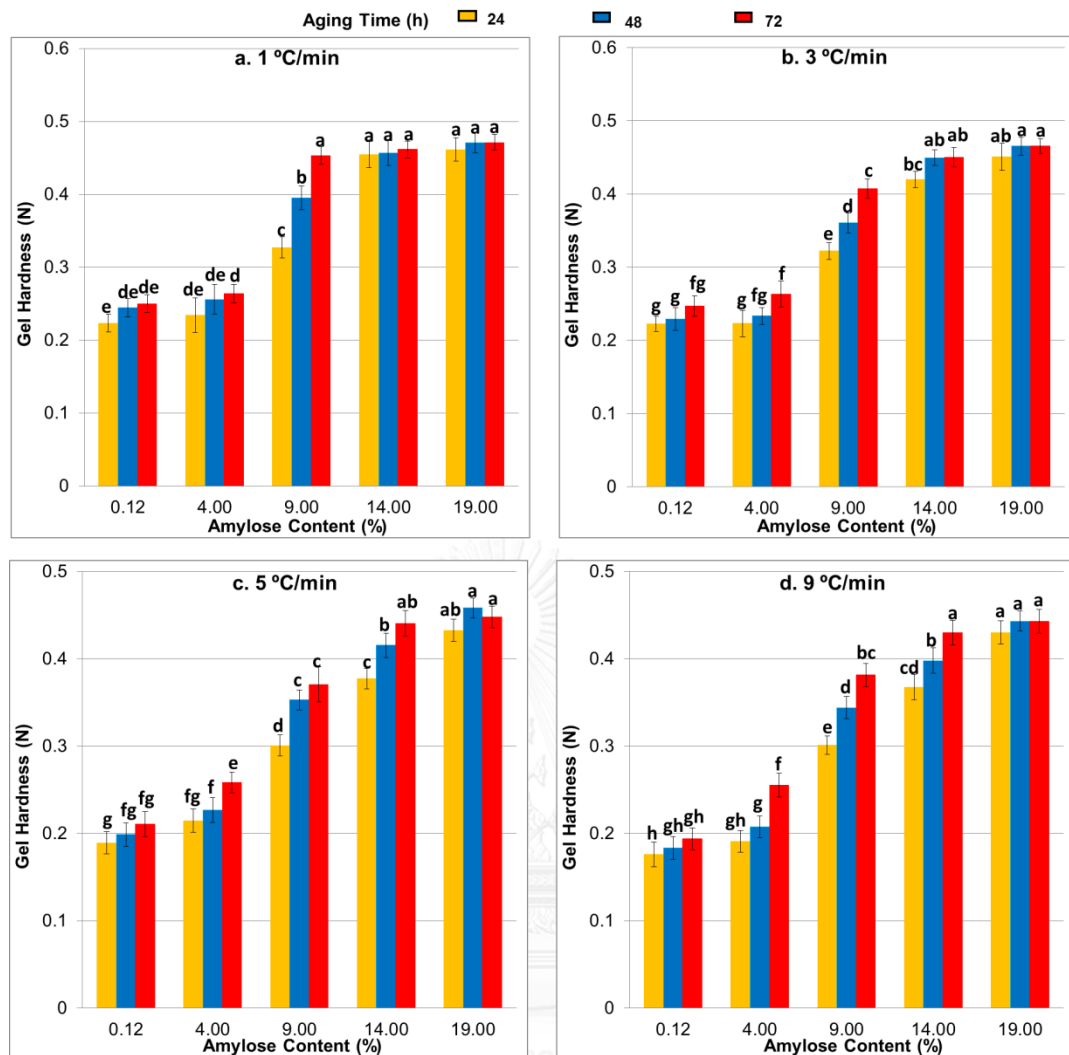 Aging Time (h) 24 48 72
a. 1 ºC/min
Gel Hardness (N)
0.6
0.5
0.4
0.3
0.2
0.1
0
e de de
de de d
c b a
a a a
a a a
0.12 4.00 9.00 14.00 19.00
Amylose Content (%)
b. 3 ºC/min
Gel Hardness (N)
0.6
0.5
0.4
0.3
0.2
0.1
0
g g fg
g fg f
e d c
bc ab ab
ab a a
0.12 4.00 9.00 14.00 19.00
Amylose Content (%)
c. 5 ºC/min
Gel Hardness (N)
0.5
0.4
0.3
0.2
0.1
0
g fg fg
fg f e
d c c
c b ab
ab a a
0.12 4.00 9.00 14.00 19.00
Amylose Content (%)
d. 9 ºC/min
Gel Hardness (N)
0.5
0.4
0.3
0.2
0.1
0
h gh gh
gh g f
e d bc
cd b a
a a a
0.12 4.00 9.00 14.00 19.00
Amylose Content (%)